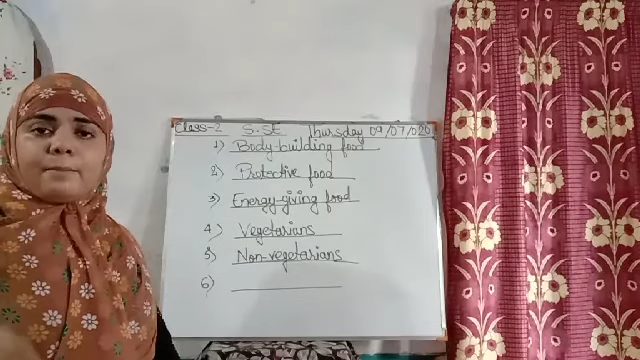 Class-2 S.St Thursday 09/07/020
1) Body-building food
2) Protective food
3) Energy-giving food
4) Vegetarians
5) Non-vegetarians
6)